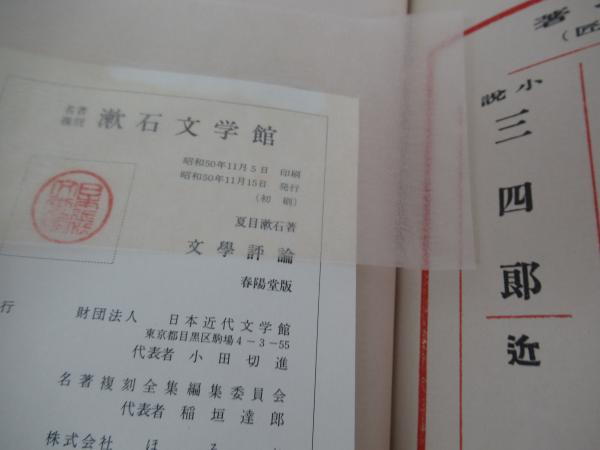 名著
複刻 漱石文学館
昭和50年11月5日 印刷
昭和50年11月15日 発行
(初刷)
夏目漱石著
文學評論
春陽堂版
行
財団法人 日本近代文学館
東京都目黒区駒場4-3-55
代表者 小田切進
名著複刻全集編集委員会
代表者 稲垣達郎
株式会社 ほ
著
小説
三四郎
近